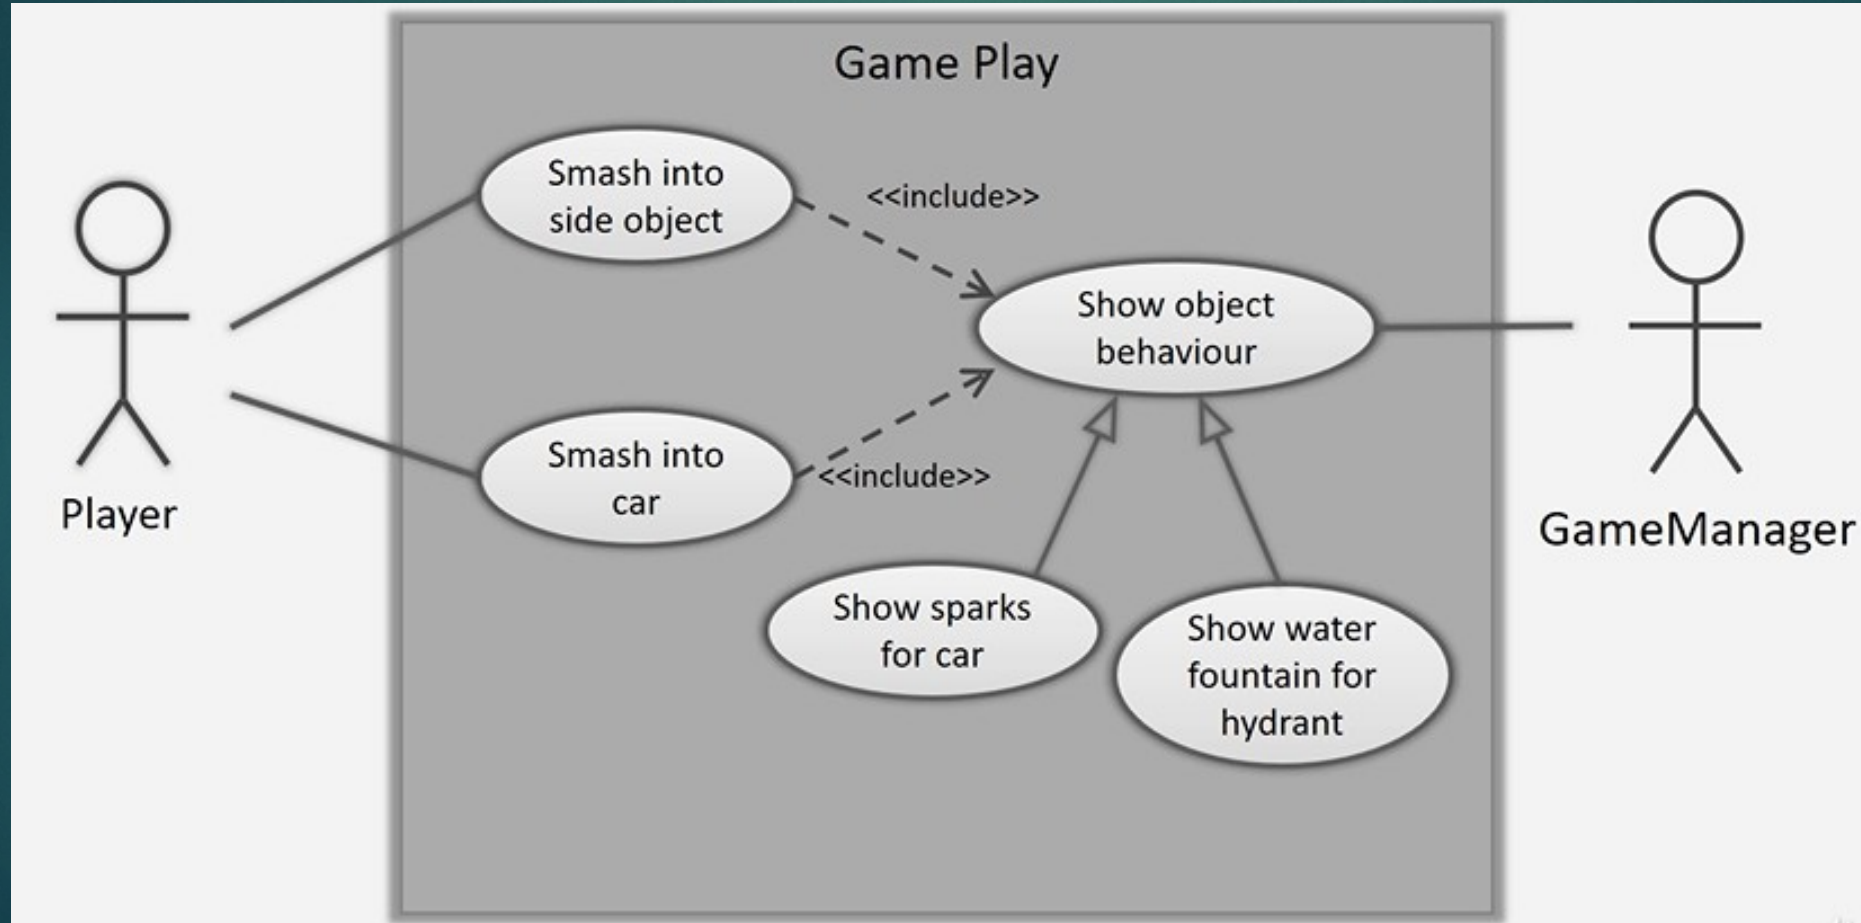 Game Play
Smash into
side object
<<include>>
Show object
behaviour
Smash into
car
<<include>>
Player
GameManager
Show sparks
for car
Show water
fountain for
hydrant